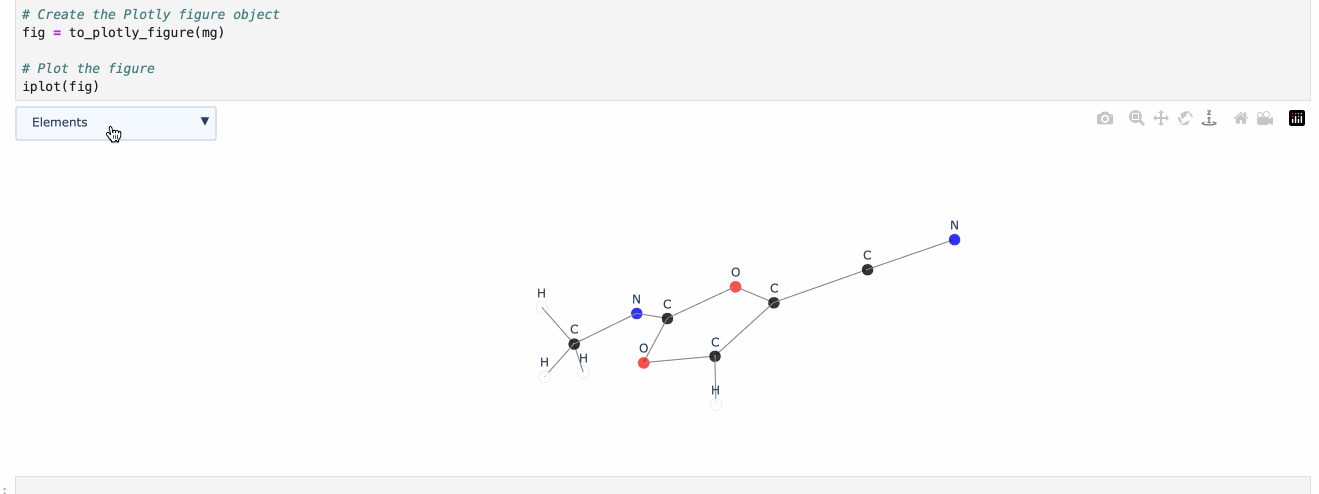 # Create the Plotly figure object
fig = to_plotly_figure(mg)
# Plot the figure
iplot(fig)
Elements ▼
z
N
C
O
C
H
N
C
C
O
C
H
H
H
: